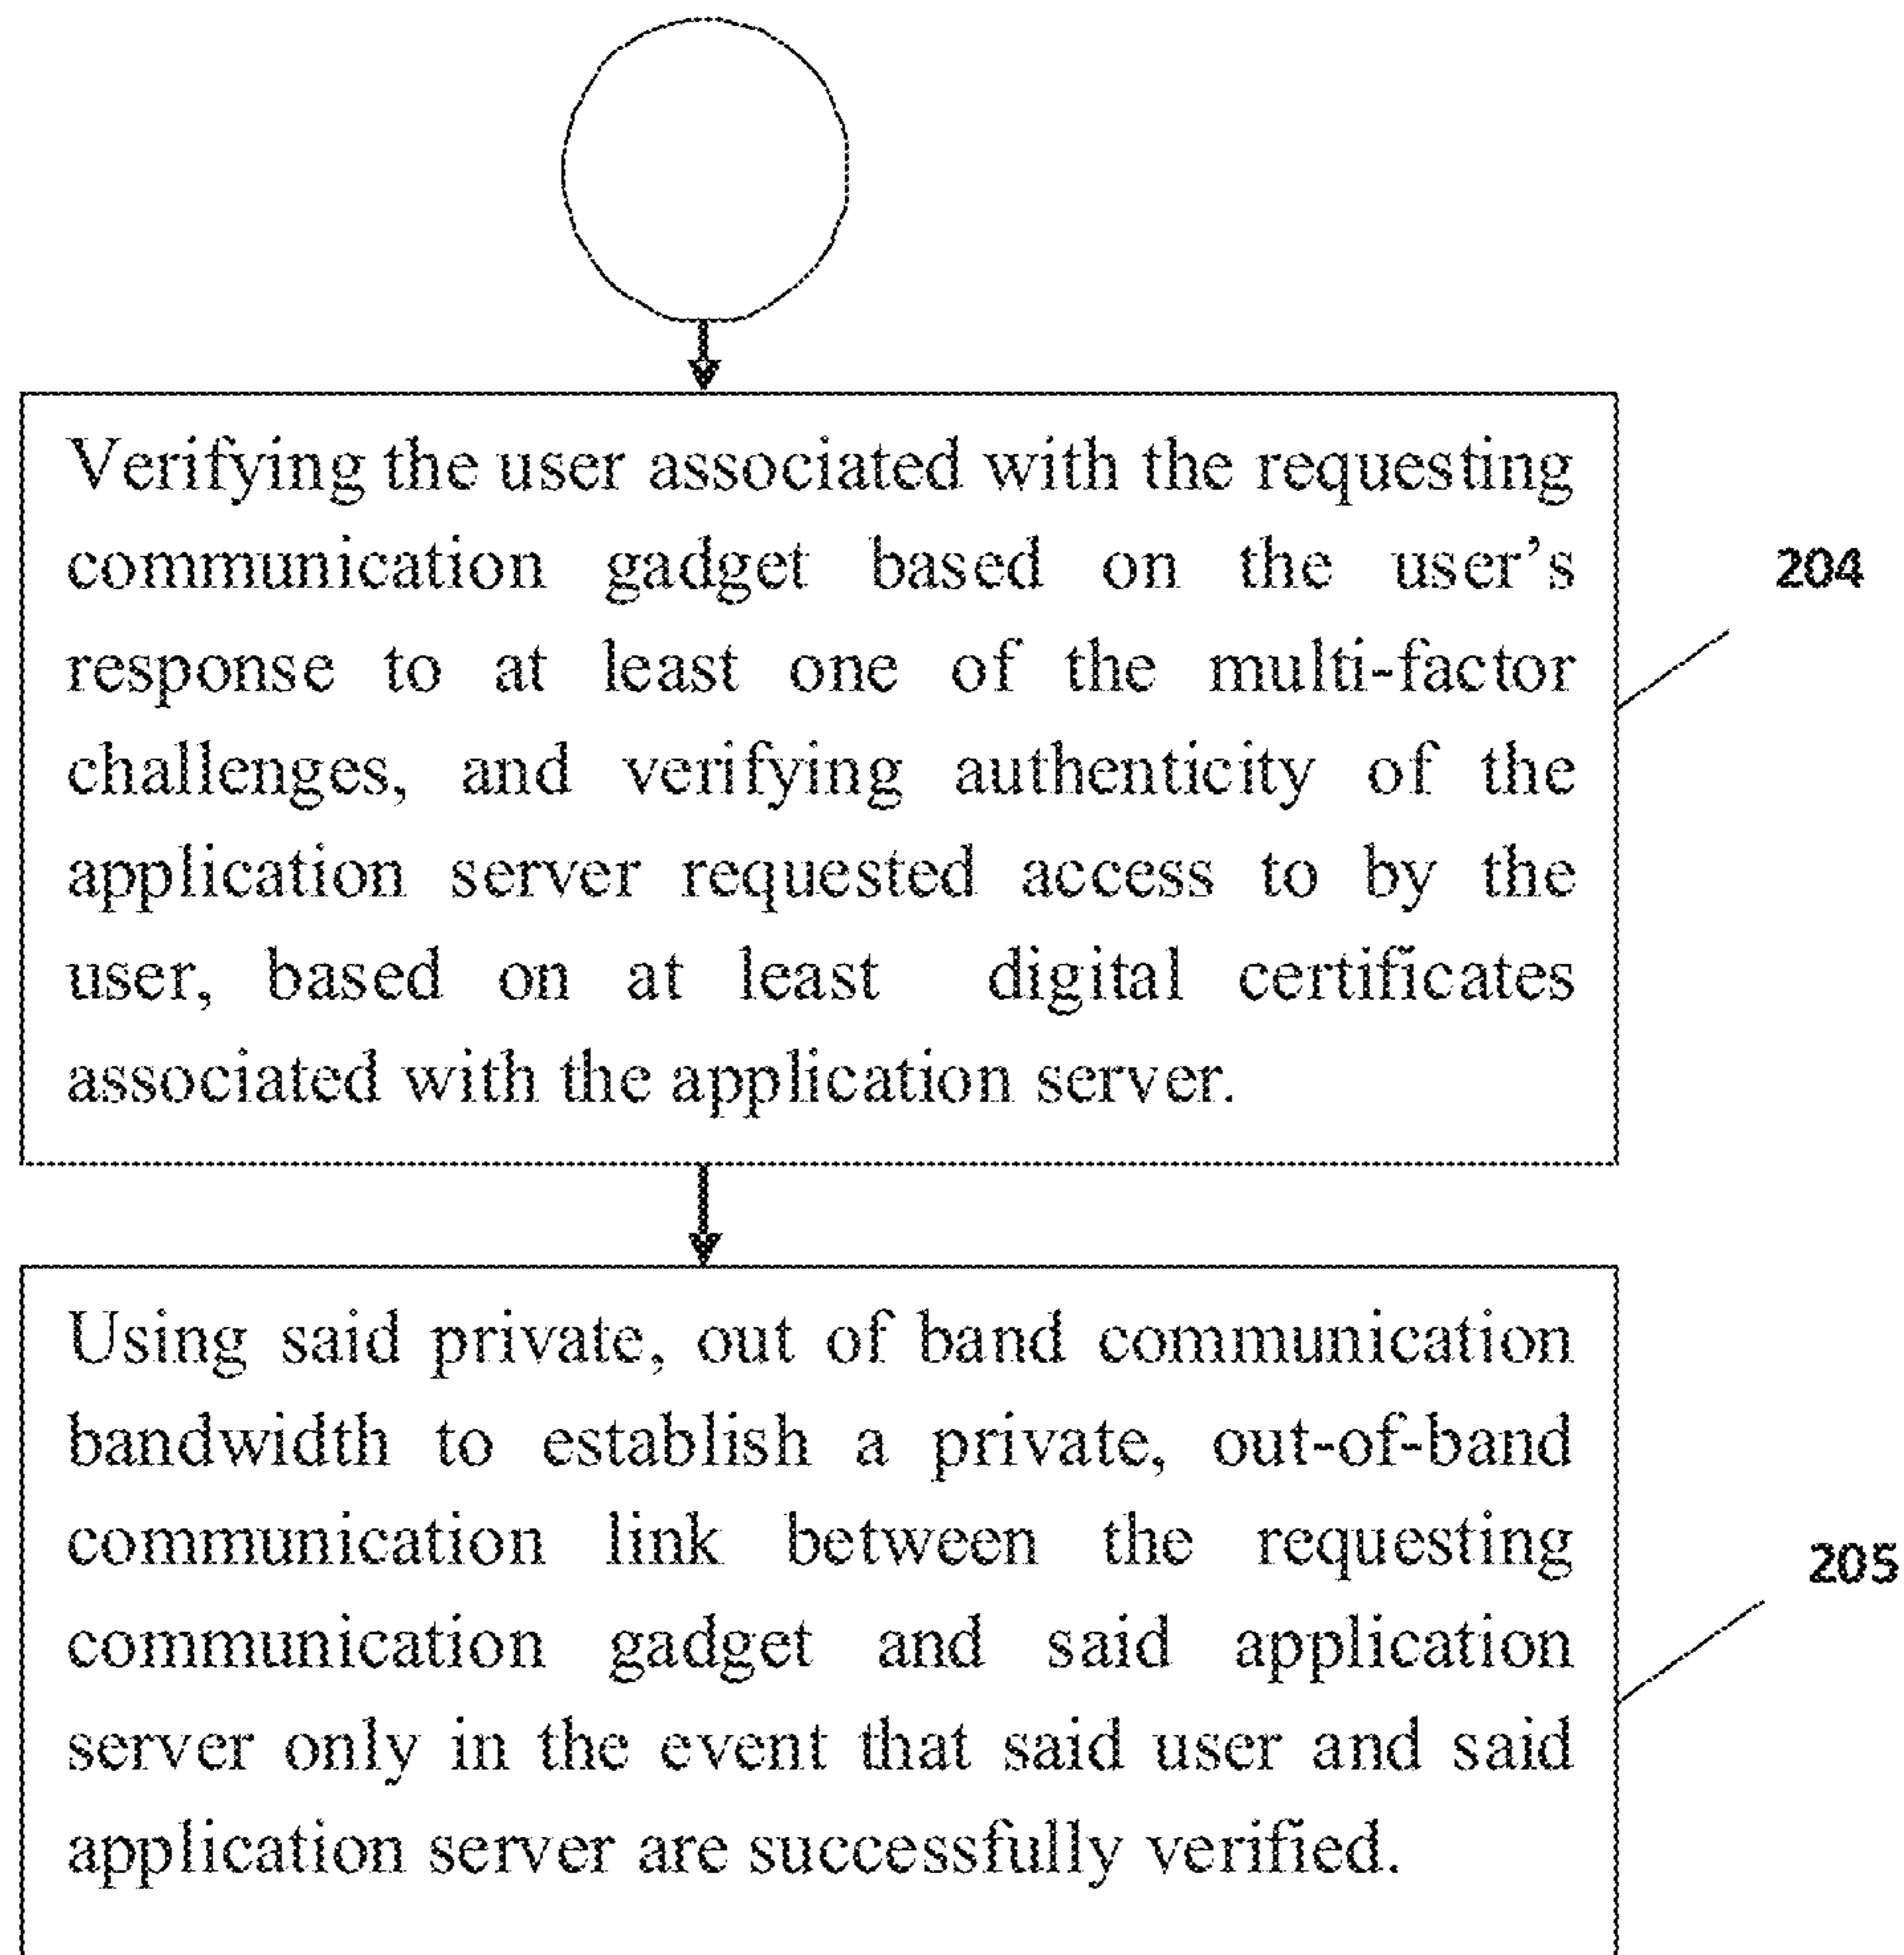 Verifying the user associated with the requesting
communication gadget based on the user's
response to at least one of the multi-factor
challenges, and verifying authenticity of the
application server requested access to by the
user, based on at least digital certificates
associated with the application server.
204
Using said private, out of band communication
bandwidth to establish a private, out-of-band
communication link between the requesting
communication gadget and said application
server only in the event that said user and said
application server are successfully verified.
205